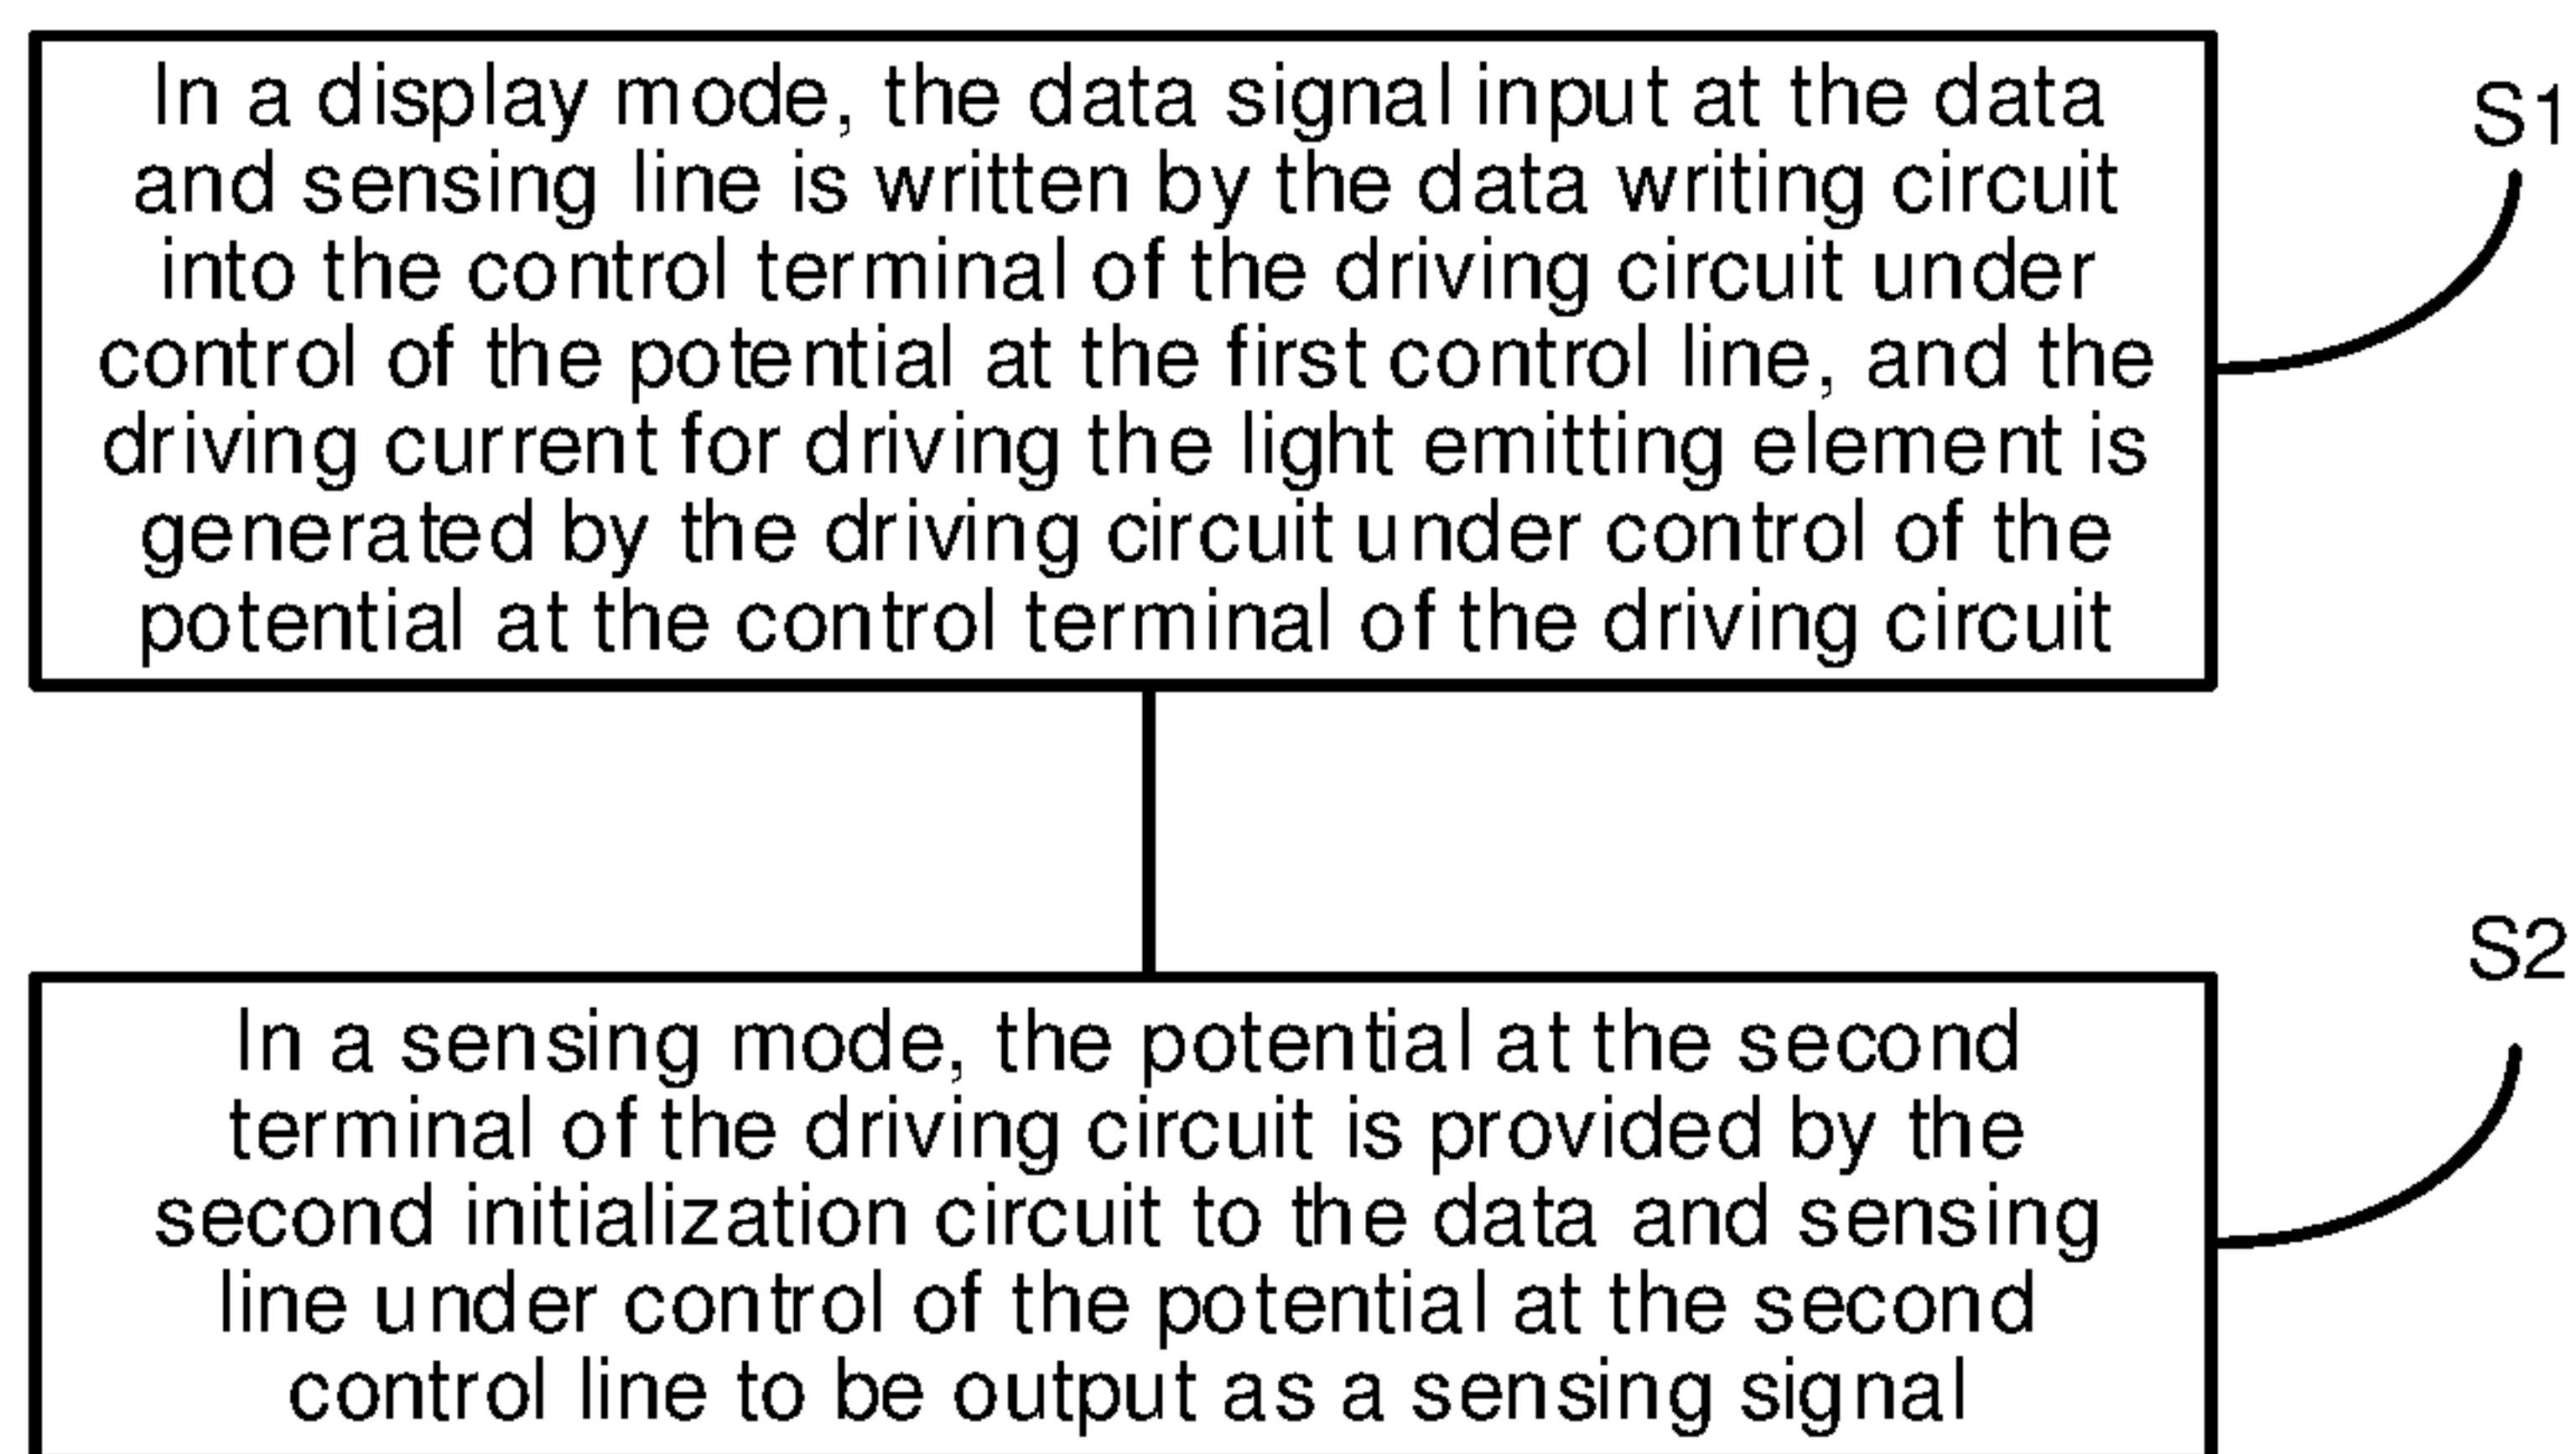 In a display mode, the data signal input at the data
and sensing line is written by the data writing circuit
into the control terminal of the driving circuit under
control of the potential at the first control line, and the
driving current for driving the light emitting element is
generated by the driving circuit under control of the
potential at the control terminal of the driving circuit
S1
In a sensing mode, the potential at the second
terminal of the driving circuit is provided by the
second initialization circuit to the data and sensing
line under control of the potential at the second
control line to be output as a sensing signal
S2